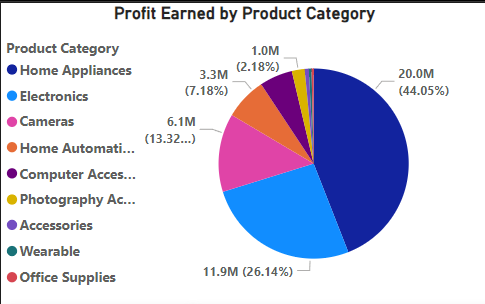 Profit Earned by Product Category
Product Category
Home Appliances
Electronics
Cameras
Home Automati...
Computer Acces...
Photography Ac...
Accessories
Wearable
Office Supplies
1.0M
(2.18%)
3.3M
(7.18%)
6.1M
(13.32...)
20.0M
(44.05%)
11.9M (26.14%)